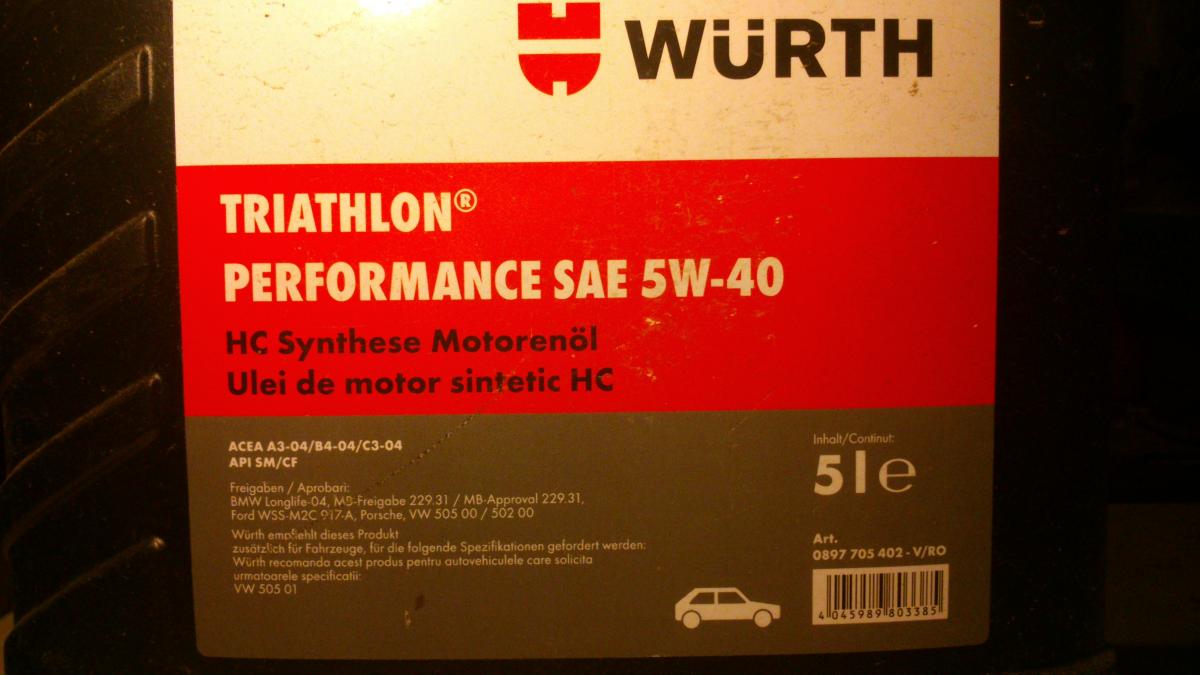 WÜRTH
TRIATHLON®
PERFORMANCE SAE 5W-40
HC Synthese Motorenöl
Ulei de motor sintetic HC
ACEA A3-04/B4-04/C3-04
API SM/CF
Freigaben / Aprobari:
BMW Longlife-04, MB-Freigabe 229.31 / MB-Approval 229.31,
Ford WSS-M2C 917-A, Porsche, VW 505 00 / 502 00
Würth empfiehlt dieses Produkt
zusätzlich für Fahrzeuge, für die folgende Spezifikationen gefordert werden:
Würth recomanda acest produs pentru autovehiculele care solicita
urmatoarele specificatii:
VW 505 01
Inhalt/Continut:
5 l e
Art.
0897 705 402 - V/RO
4 045989 803385